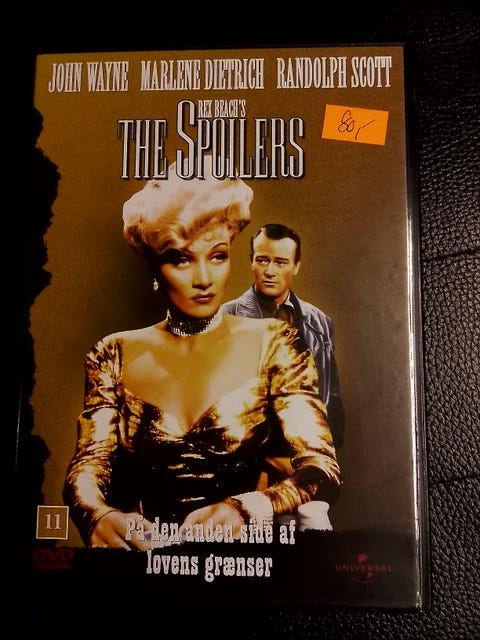 JOHN WAYNE MARLENE DIETRICH RANDOLPH SCOTT
REX BEACH'S
THE SPOILERS
80,-
11
På den anden side af
lovens grænser
DVD
UNIVERSAL